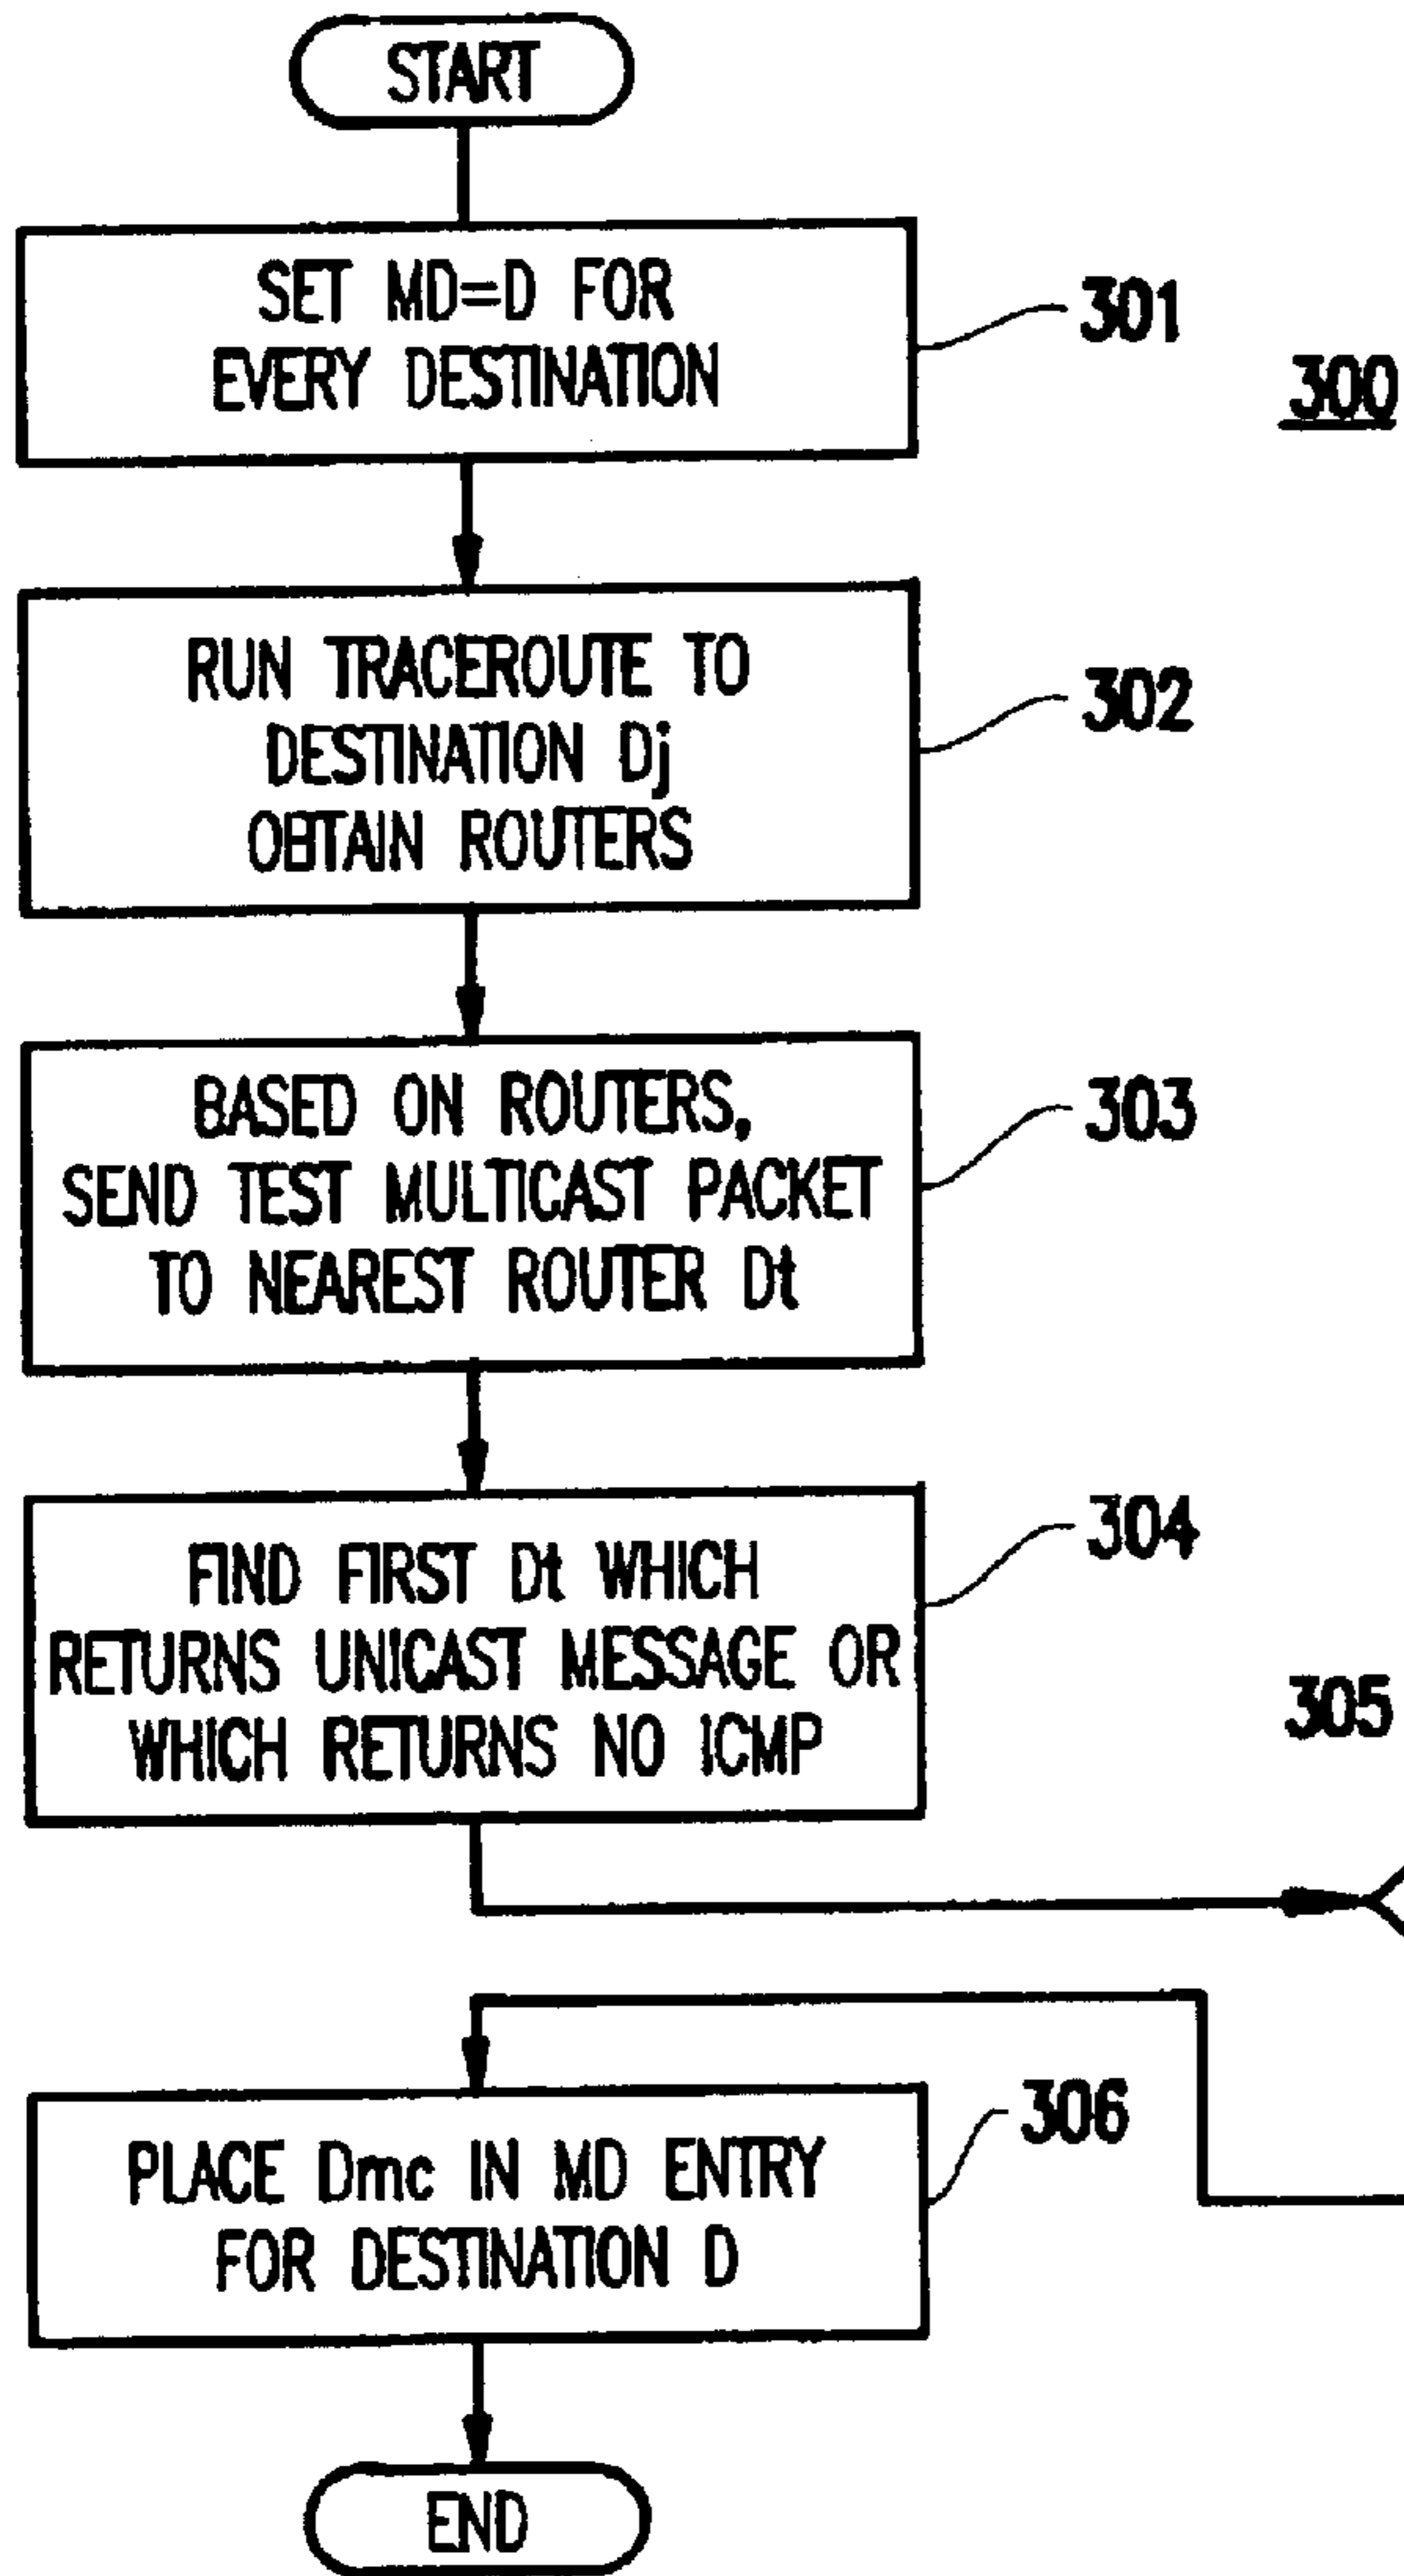 START
SET MD=D FOR
EVERY DESTINATION
301
300
RUN TRACEROUTE TO
DESTINATION Dj
OBTAIN ROUTERS
302
BASED ON ROUTERS,
SEND TEST MULTICAST PACKET
TO NEAREST ROUTER Dt
303
FIND FIRST Dt WHICH
RETURNS UNICAST MESSAGE OR
WHICH RETURNS NO ICMP
304
305
PLACE Dmc IN MD ENTRY
FOR DESTINATION D
306
END